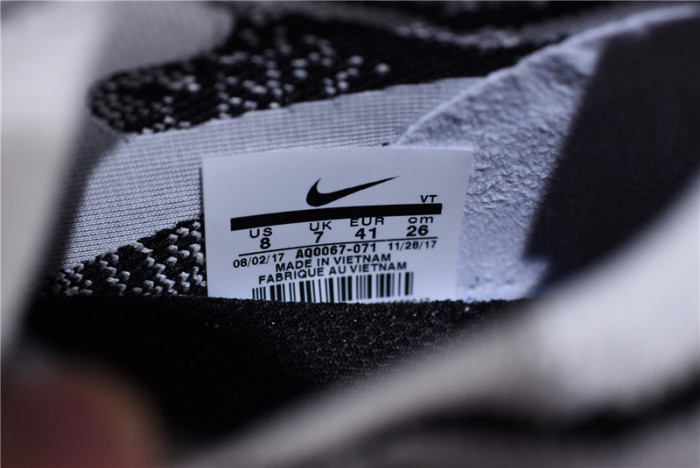 VT
US UK EUR cm
8 7 41 26
08/02/17 AQ0067-071 11/28/17
MADE IN VIETNAM
FABRIQUE AU VIETNAM